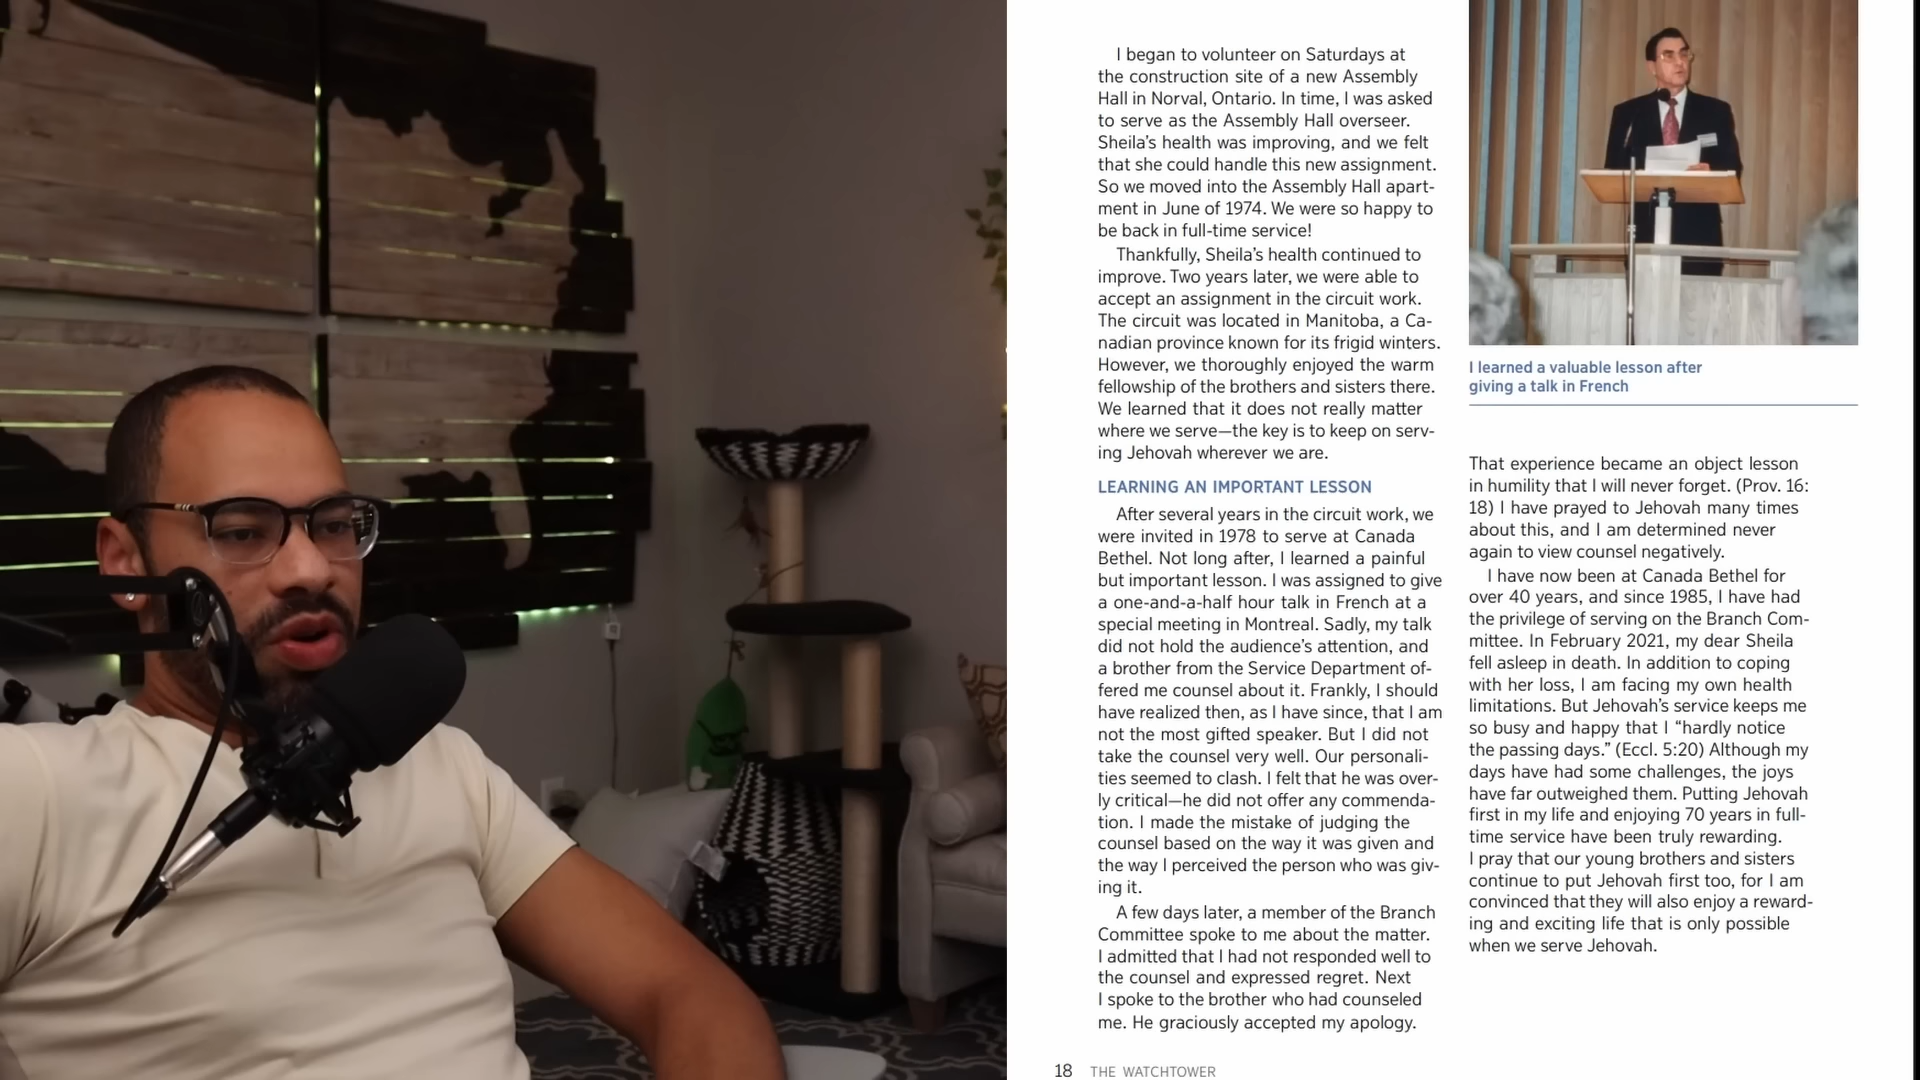 I began to volunteer on Saturdays at
the construction site of a new Assembly
Hall in Norval, Ontario. In time, I was asked
to serve as the Assembly Hall overseer.
Sheila’s health was improving, and we felt
that she could handle this new assignment.
So we moved into the Assembly Hall apart-
ment in June of 1974. We were so happy to
be back in full-time service!
Thankfully, Sheila’s health continued to
improve. Two years later, we were able to
accept an assignment in the circuit work.
The circuit was located in Manitoba, a Ca-
nadian province known for its frigid winters.
However, we thoroughly enjoyed the warm
fellowship of the brothers and sisters there.
We learned that it does not really matter
where we serve—the key is to keep on serv-
ing Jehovah wherever we are.
LEARNING AN IMPORTANT LESSON
After several years in the circuit work, we
were invited in 1978 to serve at Canada
Bethel. Not long after, I learned a painful
but important lesson. I was assigned to give
a one-and-a-half hour talk in French at a
special meeting in Montreal. Sadly, my talk
did not hold the audience’s attention, and
a brother from the Service Department of-
fered me counsel about it. Frankly, I should
have realized then, as I have since, that I am
not the most gifted speaker. But I did not
take the counsel very well. Our personali-
ties seemed to clash. I felt that he was over-
ly critical—he did not offer any commenda-
tion. I made the mistake of judging the
counsel based on the way it was given and
the way I perceived the person who was giv-
ing it.
A few days later, a member of the Branch
Committee spoke to me about the matter.
I admitted that I had not responded well to
the counsel and expressed regret. Next
I spoke to the brother who had counseled
me. He graciously accepted my apology.
I learned a valuable lesson after
giving a talk in French
That experience became an object lesson
in humility that I will never forget. (Prov. 16:
18) I have prayed to Jehovah many times
about this, and I am determined never
again to view counsel negatively.
I have now been at Canada Bethel for
over 40 years, and since 1985, I have had
the privilege of serving on the Branch Com-
mittee. In February 2021, my dear Sheila
fell asleep in death. In addition to coping
with her loss, I am facing my own health
limitations. But Jehovah’s service keeps me
so busy and happy that I “hardly notice
the passing days.” (Eccl. 5:20) Although my
days have had some challenges, the joys
have far outweighed them. Putting Jehovah
first in my life and enjoying 70 years in full-
time service have been truly rewarding.
I pray that our young brothers and sisters
continue to put Jehovah first too, for I am
convinced that they will also enjoy a reward-
ing and exciting life that is only possible
when we serve Jehovah.
18 THE WATCHTOWER